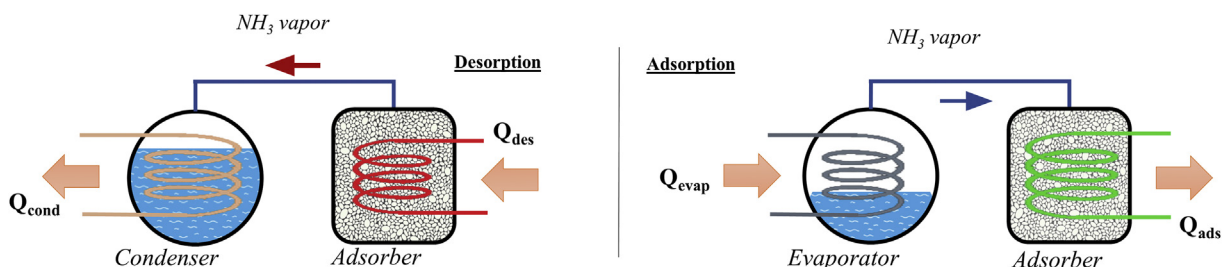 NH3 vapor
Desorption
Qdes
Qcond
Condenser
Adsorber
NH3 vapor
Adsorption
Qevap
Qads
Evaporator
Adsorber